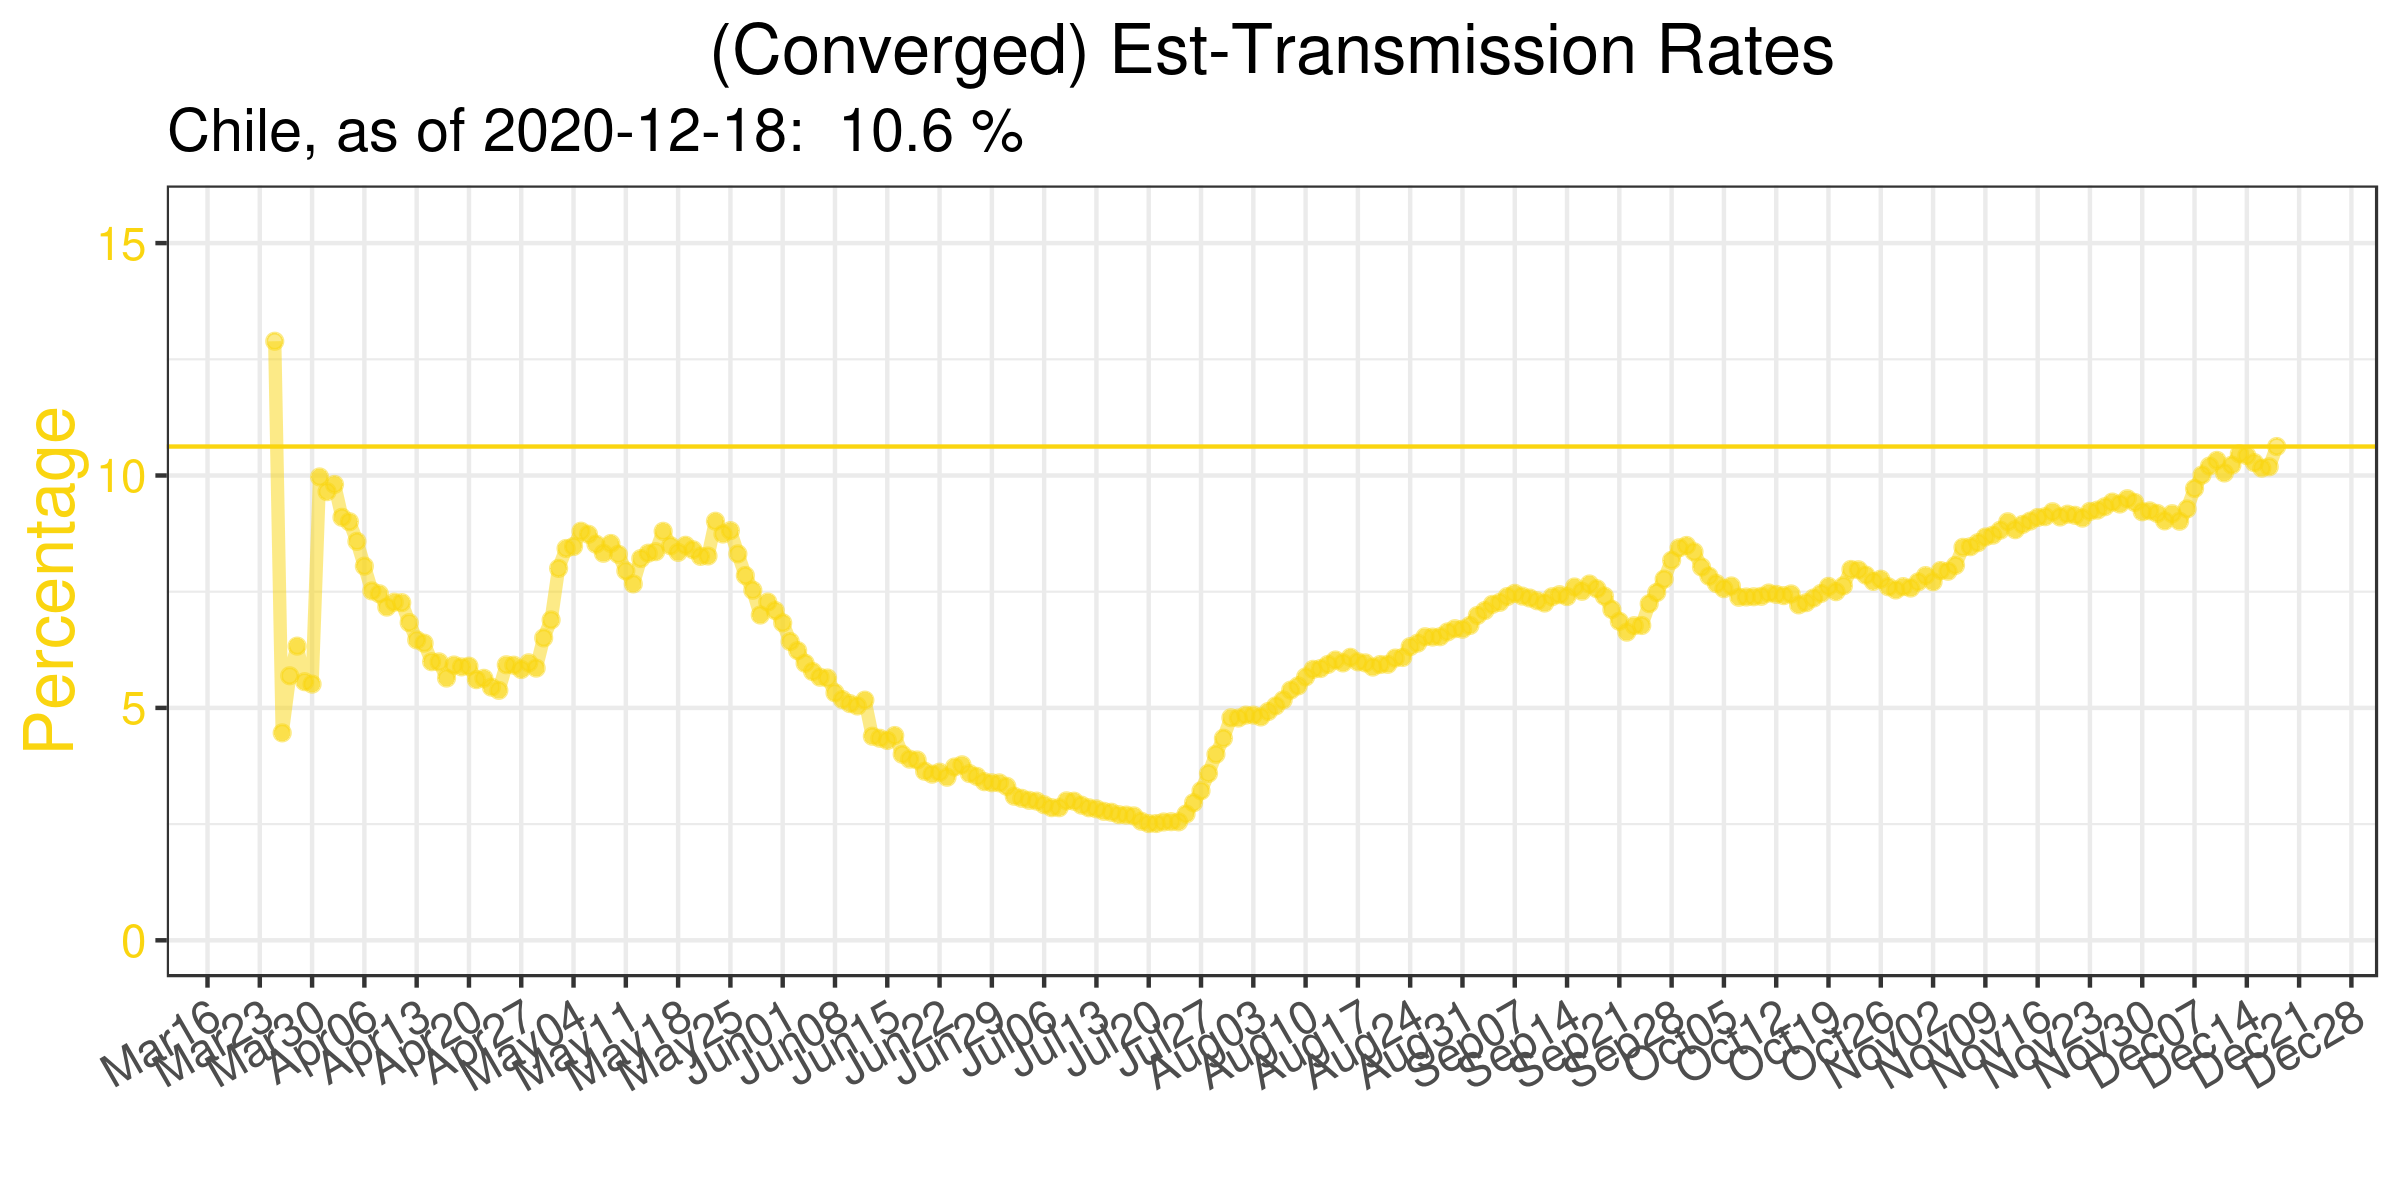 (Converged) Est-Transmission Rates
Chile, as of 2020-12-18:  10.6 %
Percentage
15
10
5
0
Mar16
Mar23
Mar30
Apr06
Apr13
Apr20
Apr27
May04
May11
May18
May25
Jun01
Jun08
Jun15
Jun22
Jun29
Jul06
Jul13
Jul20
Jul27
Aug03
Aug10
Aug17
Aug24
Aug31
Sep07
Sep14
Sep21
Sep28
Oct05
Oct12
Oct19
Oct26
Nov02
Nov09
Nov16
Nov23
Nov30
Dec07
Dec14
Dec21
Dec28